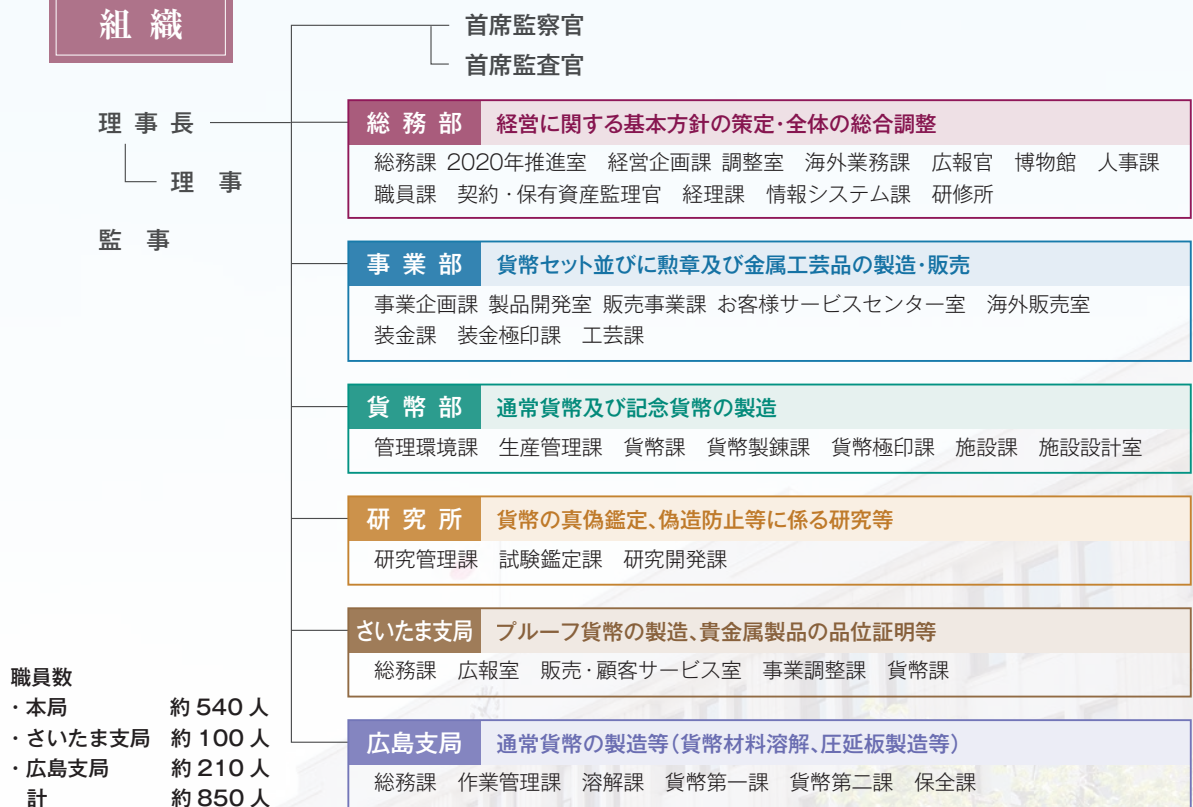 組 織
首席監察官
首席監査官
理 事 長
理 事
監 事
総 務 部 経営に関する基本方針の策定・全体の総合調整
総務課 2020年推進室 経営企画課 調整室 海外業務課 広報官 博物館 人事課
職員課 契約・保有資産監理官 経理課 情報システム課 研修所
事 業 部 貨幣セット並びに勲章及び金属工芸品の製造・販売
事業企画課 製品開発室 販売事業課 お客様サービスセンター室 海外販売室
装金課 装金極印課 工芸課
貨 幣 部 通常貨幣及び記念貨幣の製造
管理環境課 生産管理課 貨幣課 貨幣製錬課 貨幣極印課 施設課 施設設計室
研 究 所 貨幣の真偽鑑定、偽造防止等に係る研究等
研究管理課 試験鑑定課 研究開発課
さいたま支局 プルーフ貨幣の製造、貴金属製品の品位証明等
総務課 広報室 販売・顧客サービス室 事業調整課 貨幣課
広島支局 通常貨幣の製造等(貨幣材料溶解、圧延板製造等)
総務課 作業管理課 溶解課 貨幣第一課 貨幣第二課 保全課
職員数
・本局 約 540 人
・さいたま支局 約 100 人
・広島支局 約 210 人
計 約 850 人